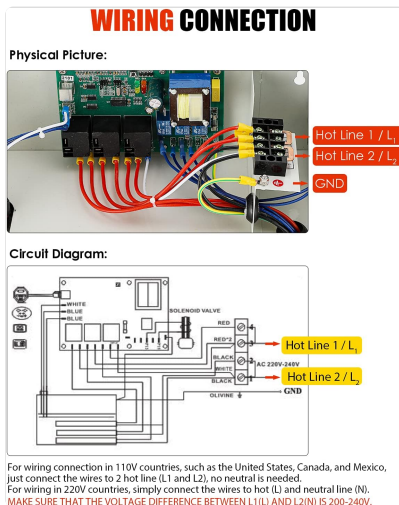 WIRING CONNECTION
Physical Picture:
Hot Line 1 / L1
Hot Line 2 / L2
GND
Circuit Diagram:
WHITE
BLUE
BLUE
SOLENOID VALVE
RED
4
RED*2
3
Hot Line 1 / L1
BLACK
2
AC 220V-240V
WHITE
BLACK
1
Hot Line 2 / L2
OLIVINE
GND
For wiring connection in 110V countries, such as the United States, Canada, and Mexico,
just connect the wires to 2 hot line (L1 and L2), no neutral is needed.
For wiring in 220V countries, simply connect the wires to hot (L) and neutral line (N).
MAKE SURE THAT THE VOLTAGE DIFFERENCE BETWEEN L1(L) AND L2(N) IS 200-240V.